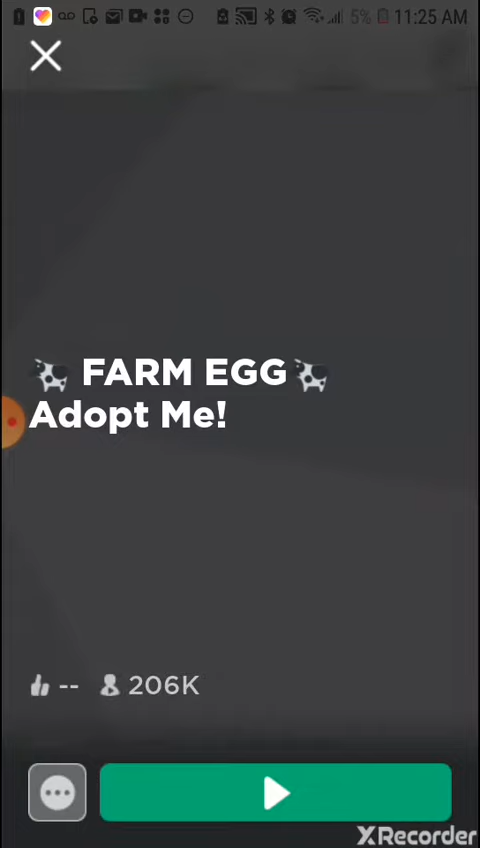 5% 11:25 AM
FARM EGG
Adopt Me!
-- 206K
XRecorder